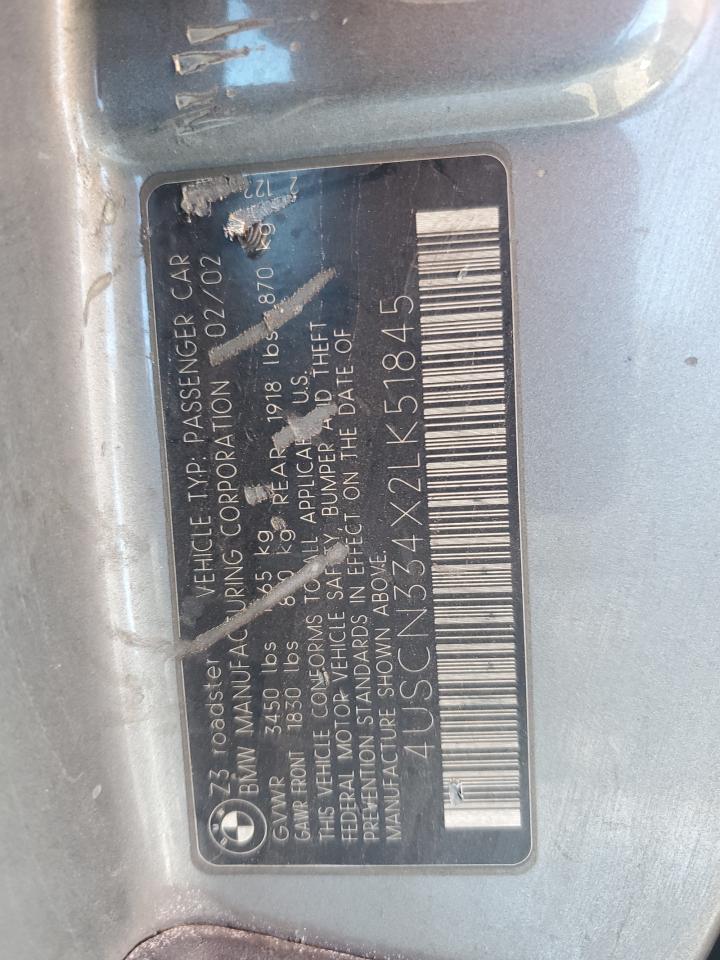 Z3 roadster VEHICLE TYP: PASSENGER CAR
BMW MANUFACTURING CORPORATION 02/02
GVWR 3450 lbs kg
GAWR FRONT 1830 lbs kg REAR 1918 lbs 870 kg
THIS VEHICLE CONFORMS TO ALL APPLICABLE U.S.
FEDERAL MOTOR VEHICLE SAFETY, BUMPER AND THEFT
PREVENTION STANDARDS IN EFFECT ON THE DATE OF
MANUFACTURE SHOWN ABOVE.
4USCN334X2LK51845